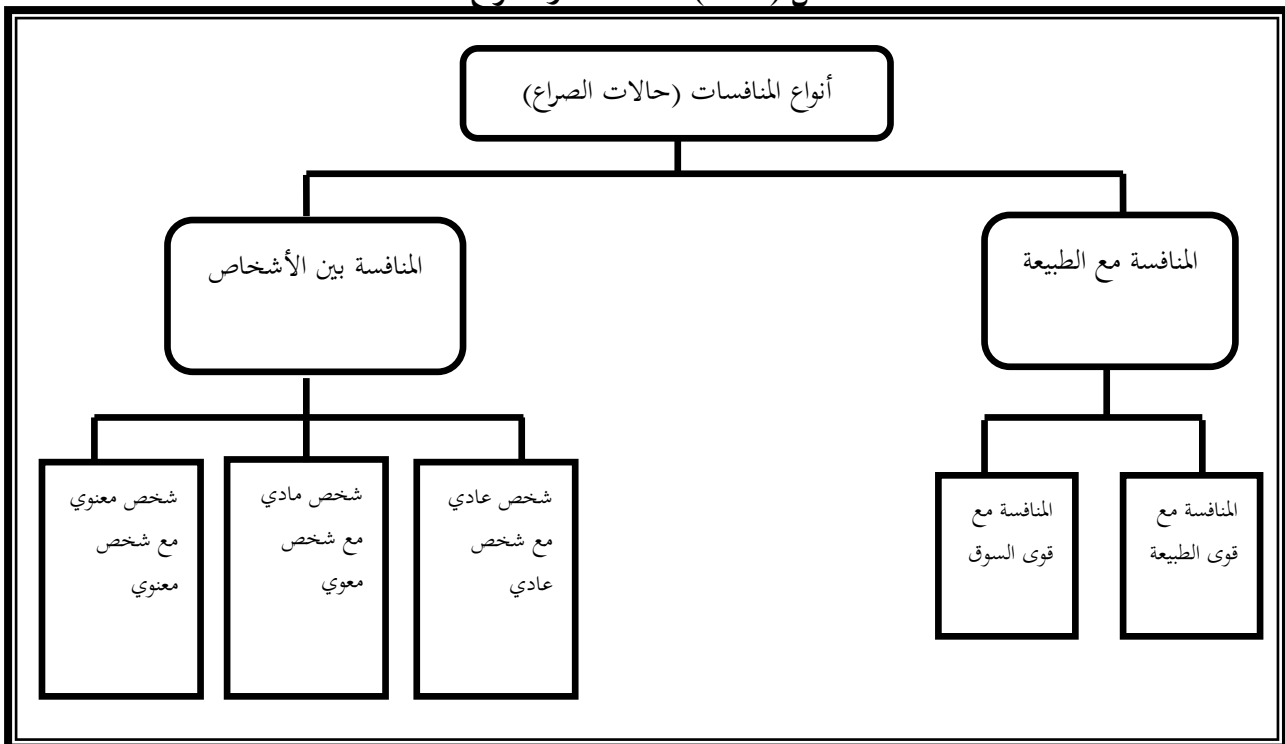 أنواع المنافسات (حالات الصراع)
المنافسة مع الطبيعة
المنافسة بين الأشخاص
المنافسة مع
قوى الطبيعة
المنافسة مع
قوى السوق
شخص عادي
مع شخص
عادي
شخص مادي
مع شخص
معوي
شخص معنوي
مع شخص
معنوي